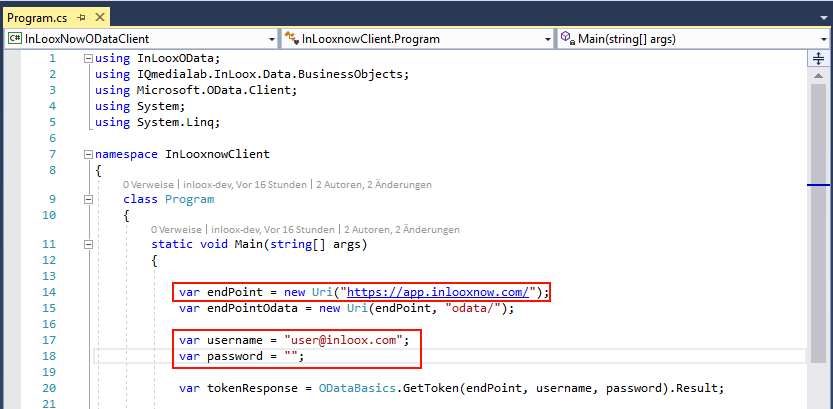 Program.cs
InLooxNowODataClient InLooxnowClient.Program Main(string[] args)
1 using InLooxOData;
2 using IQmedialab.InLoox.Data.BusinessObjects;
3 using Microsoft.OData.Client;
4 using System;
5 using System.Linq;
6
7 namespace InLooxnowClient
8 {
0 Verweise | inloox-dev, Vor 16 Stunden | 2 Autoren, 2 Änderungen
9 class Program
10 {
0 Verweise | inloox-dev, Vor 16 Stunden | 2 Autoren, 2 Änderungen
11 static void Main(string[] args)
12 {
13
14 var endPoint = new Uri("https://app.inlooxnow.com/");
15 var endPointOdata = new Uri(endPoint, "odata/");
16
17 var username = "user@inloox.com";
18 var password = "";
19
20 var tokenResponse = ODataBasics.GetToken(endPoint, username, password).Result;
21